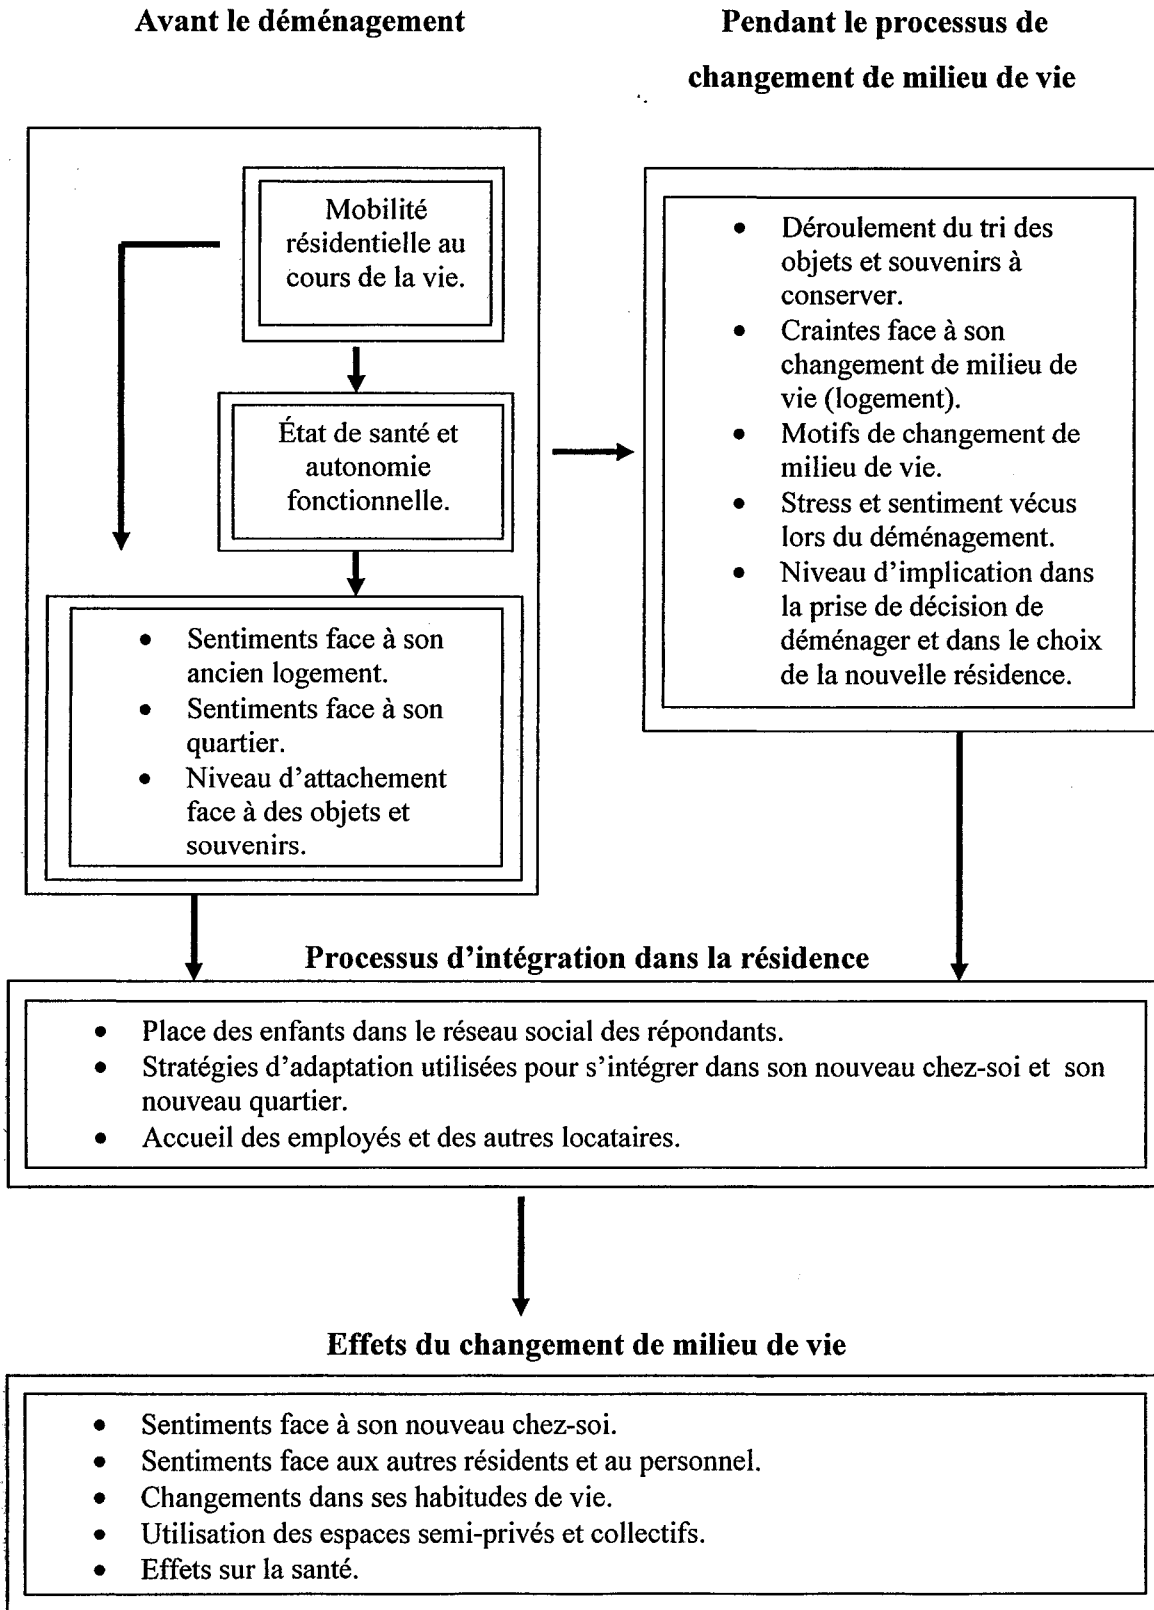 Avant le déménagement
Pendant le processus de
changement de milieu de vie
Mobilité
résidentielle au
cours de la vie.
État de santé et
autonomie
fonctionnelle.
• Sentiments face à son
ancien logement.
• Sentiments face à son
quartier.
• Niveau d'attachement
face à des objets et
souvenirs.
• Déroulement du tri des
objets et souvenirs à
conserver.
• Craintes face à son
changement de milieu de
vie (logement).
• Motifs de changement de
milieu de vie.
• Stress et sentiment vécus
lors du déménagement.
• Niveau d'implication dans
la prise de décision de
déménager et dans le choix
de la nouvelle résidence.
Processus d'intégration dans la résidence
• Place des enfants dans le réseau social des répondants.
• Stratégies d'adaptation utilisées pour s'intégrer dans son nouveau chez-soi et son
nouveau quartier.
• Accueil des employés et des autres locataires.
Effets du changement de milieu de vie
• Sentiments face à son nouveau chez-soi.
• Sentiments face aux autres résidents et au personnel.
• Changements dans ses habitudes de vie.
• Utilisation des espaces semi-privés et collectifs.
• Effets sur la santé.